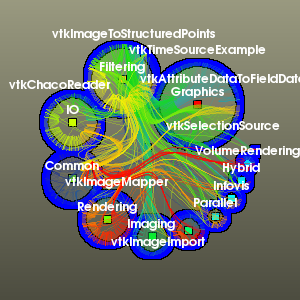 vtkImageToStructuredPoints
vtkTimeSourceExample
Filtering
vtkAttributeDataToFieldData
vtkChacoReader
Graphics
IO
vtkSelectionSource
VolumeRendering
Common
Hybrid
vtkImageMapper
Infovis
Parallel
Rendering
Imaging
vtkImageImport